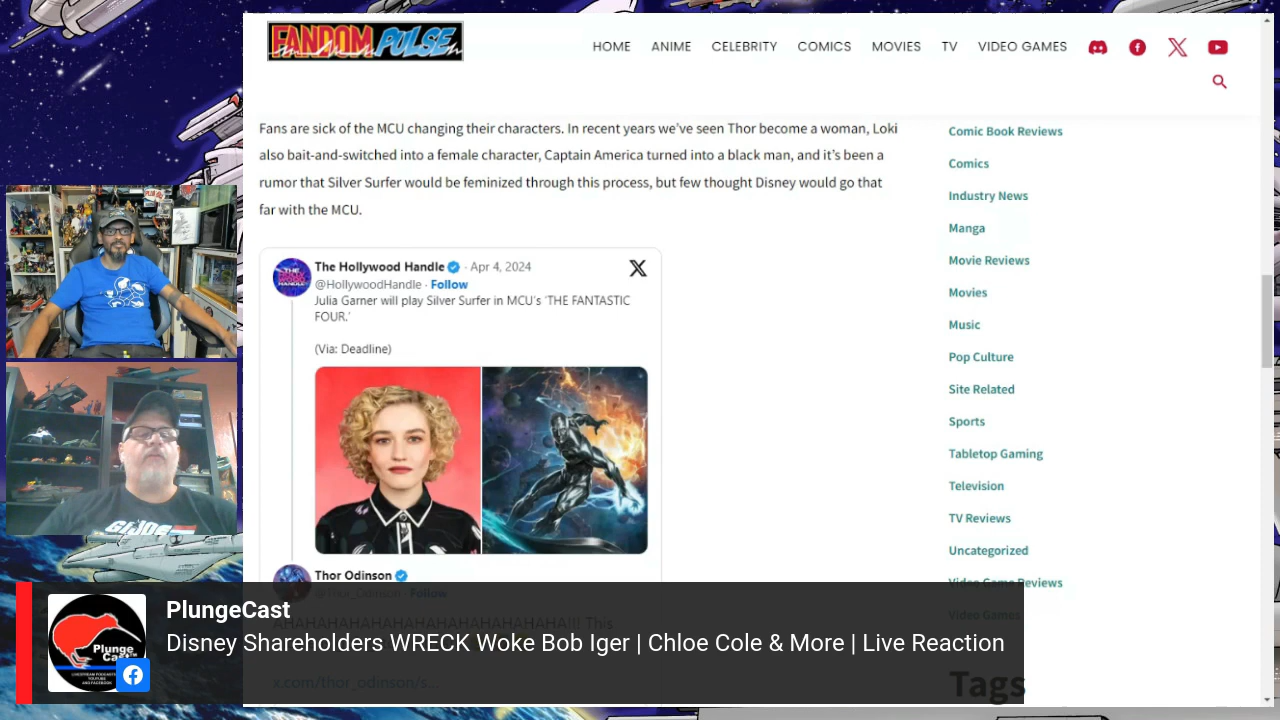 FANDOM PULSE
HOME ANIME CELEBRITY COMICS MOVIES TV VIDEO GAMES
Fans are sick of the MCU changing their characters. In recent years we've seen Thor become a woman, Loki
also bait-and-switched into a female character, Captain America turned into a black man, and it's been a
rumor that Silver Surfer would be feminized through this process, but few thought Disney would go that
far with the MCU.
The Hollywood Handle · Apr 4, 2024
@HollywoodHandle · Follow
Julia Garner will play Silver Surfer in MCU's 'THE FANTASTIC
FOUR.'
(Via: Deadline)
Thor Odinson
@Thor_Odinson · Follow
This
x.com/thor_odinson/s...
Comic Book Reviews
Comics
Industry News
Manga
Movie Reviews
Movies
Music
Pop Culture
Site Related
Sports
Tabletop Gaming
Television
TV Reviews
Uncategorized
Video Game Reviews
Video Games
Tags
G.I. JOE
Plunge
Cast
PlungeCast
Disney Shareholders WRECK Woke Bob Iger | Chloe Cole & More | Live Reaction